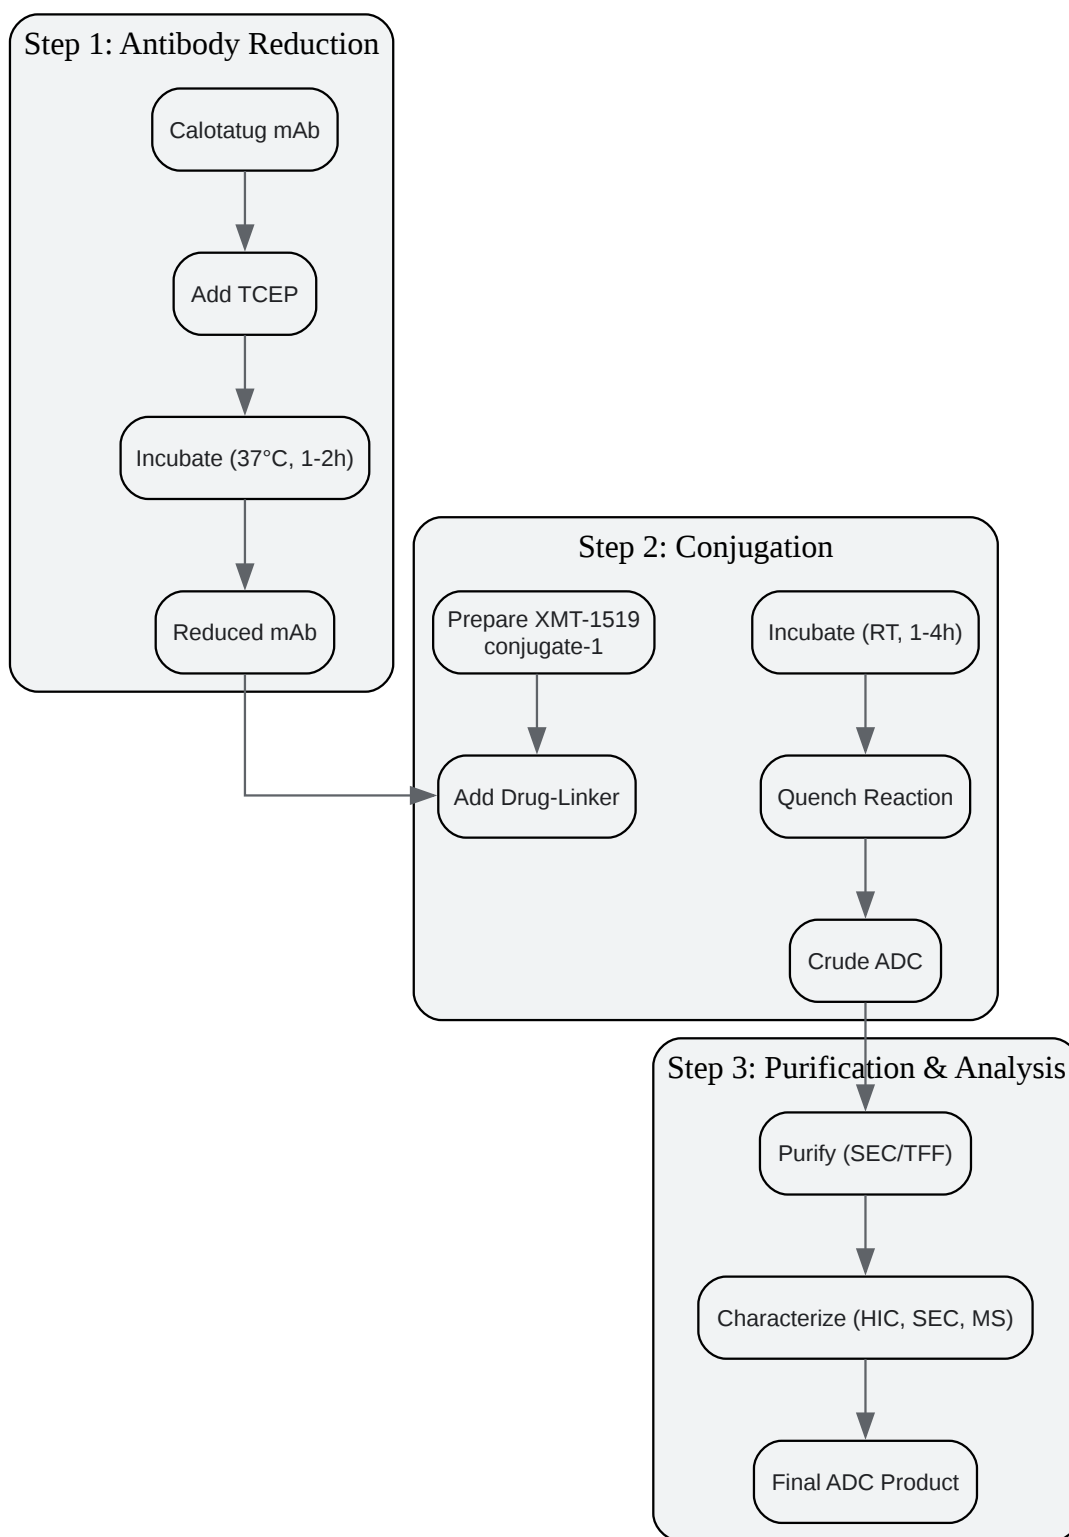 Step 1: Antibody Reduction
Calotatug mAb
Add TCEP
Incubate (37°C, 1-2h)
Reduced mAb
Step 2: Conjugation
Prepare XMT-1519
conjugate-1
Add Drug-Linker
Incubate (RT, 1-4h)
Quench Reaction
Crude ADC
Step 3: Purification & Analysis
Purify (SEC/TFF)
Characterize (HIC, SEC, MS)
Final ADC Product